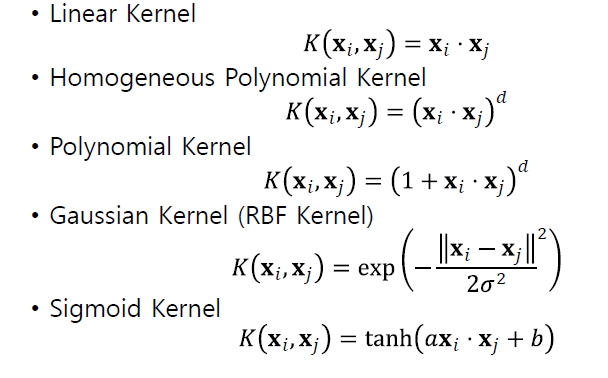 • Linear Kernel
K(𝐱ᵢ, 𝐱ⱼ) = 𝐱ᵢ · 𝐱ⱼ
• Homogeneous Polynomial Kernel
K(𝐱ᵢ, 𝐱ⱼ) = (𝐱ᵢ · 𝐱ⱼ)^d
• Polynomial Kernel
K(𝐱ᵢ, 𝐱ⱼ) = (1 + 𝐱ᵢ · 𝐱ⱼ)^d
• Gaussian Kernel (RBF Kernel)
K(𝐱ᵢ, 𝐱ⱼ) = exp(−‖𝐱ᵢ − 𝐱ⱼ‖² / 2σ²)
• Sigmoid Kernel
K(𝐱ᵢ, 𝐱ⱼ) = tanh(a𝐱ᵢ · 𝐱ⱼ + b)